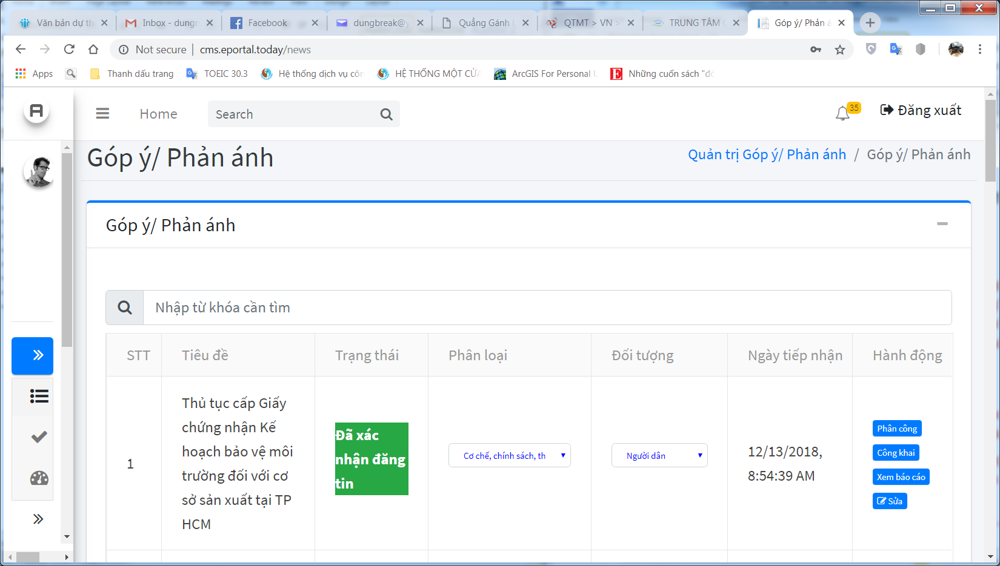 Văn bản dự th
Inbox - dungr
Facebook
dungbreak@y
Quảng Gánh L
QTMT > VN >
TRUNG TÂM
Góp ý/ Phản á
Not secure | cms.eportal.today/news
Apps
Thanh dấu trang
TOEIC 30.3
Hệ thống dịch vụ côn
HỆ THỐNG MỘT CỬA
ArcGIS For Personal U
Những cuốn sách "đó
A
Home
Search
35
Đăng xuất
Góp ý/ Phản ánh
Quản trị Góp ý/ Phản ánh / Góp ý/ Phản ánh
Góp ý/ Phản ánh
Nhập từ khóa cần tìm
STT
Tiêu đề
Trạng thái
Phân loại
Đối tượng
Ngày tiếp nhận
Hành động
1
Thủ tục cấp Giấy
chứng nhận Kế
hoạch bảo vệ môi
trường đối với cơ
sở sản xuất tại TP
HCM
Đã xác
nhận đăng
tin
Cơ chế, chính sách, th
Người dân
12/13/2018,
8:54:39 AM
Phân công
Công khai
Xem báo cáo
Sửa